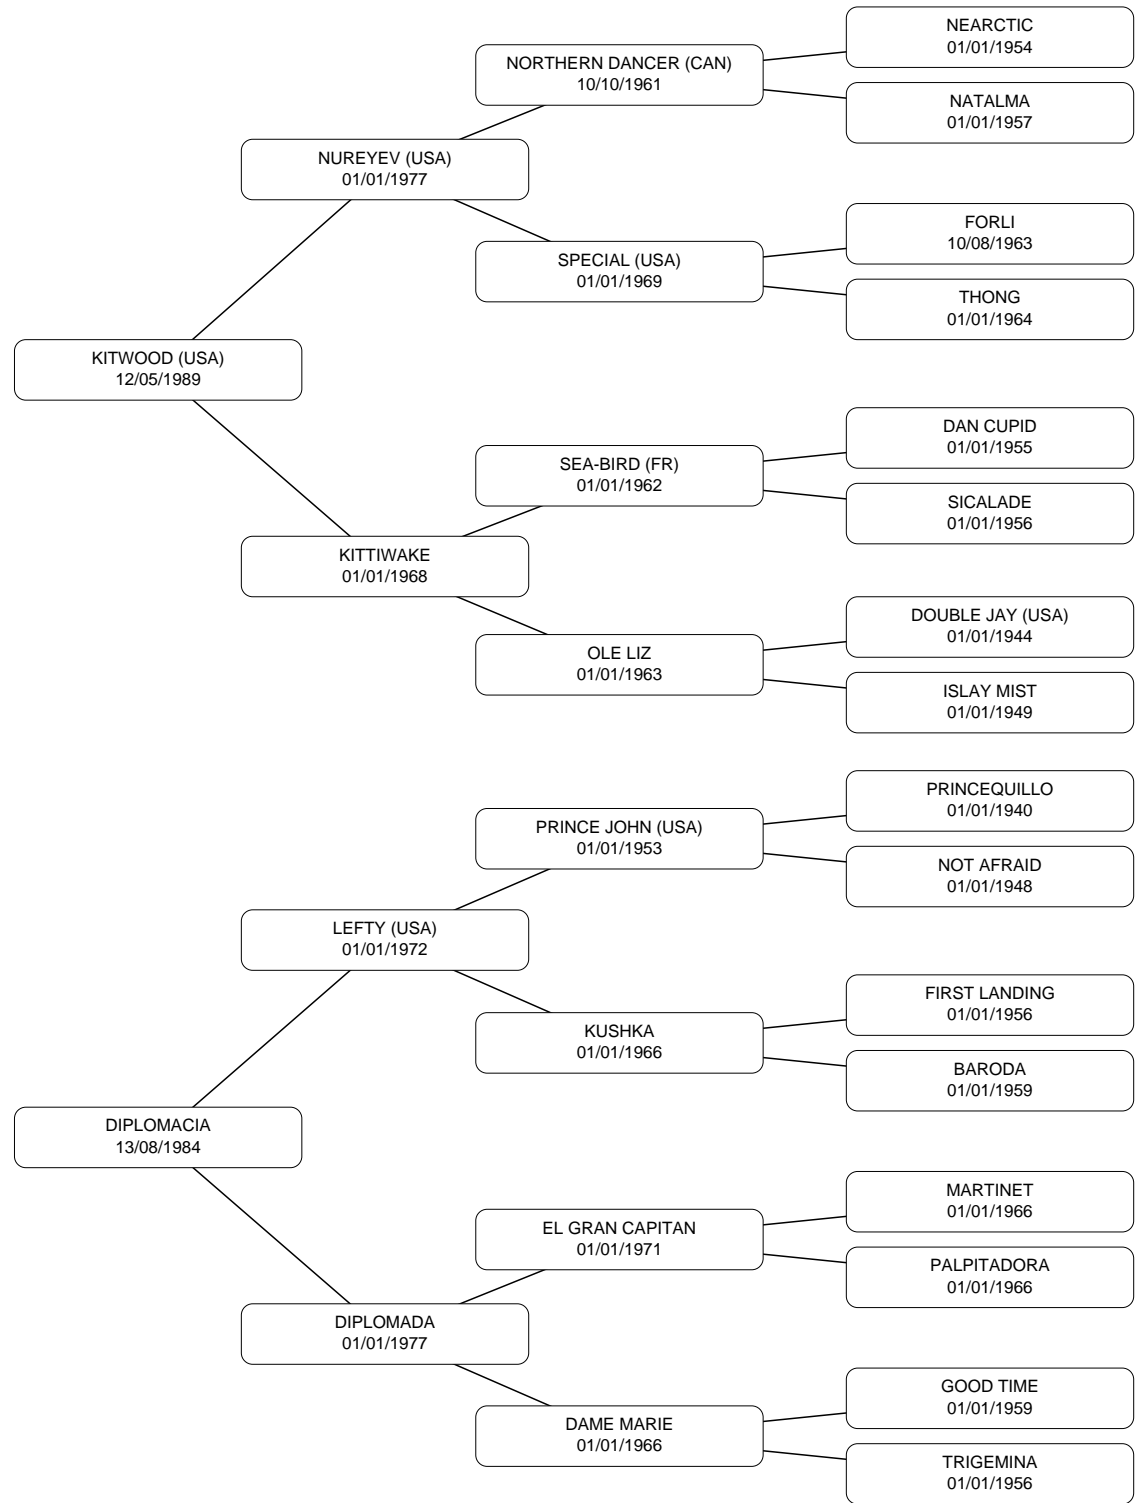 NEARCTIC
01/01/1954
NORTHERN DANCER (CAN)
10/10/1961
NATALMA
01/01/1957
NUREYEV (USA)
01/01/1977
FORLI
10/08/1963
SPECIAL (USA)
01/01/1969
THONG
01/01/1964
KITWOOD (USA)
12/05/1989
DAN CUPID
01/01/1955
SEA-BIRD (FR)
01/01/1962
SICALADE
01/01/1956
KITTIWAKE
01/01/1968
DOUBLE JAY (USA)
01/01/1944
OLE LIZ
01/01/1963
ISLAY MIST
01/01/1949
PRINCEQUILLO
01/01/1940
PRINCE JOHN (USA)
01/01/1953
NOT AFRAID
01/01/1948
LEFTY (USA)
01/01/1972
FIRST LANDING
01/01/1956
KUSHKA
01/01/1966
BARODA
01/01/1959
DIPLOMACIA
13/08/1984
MARTINET
01/01/1966
EL GRAN CAPITAN
01/01/1971
PALPITADORA
01/01/1966
DIPLOMADA
01/01/1977
GOOD TIME
01/01/1959
DAME MARIE
01/01/1966
TRIGEMINA
01/01/1956